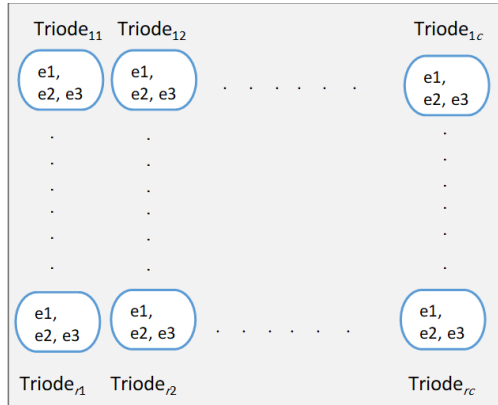 Triode11 Triode12 Triode1c
e1, e1, e1,
e2, e3 e2, e3 e2, e3
. . . . . .
e1, e1, e1,
e2, e3 e2, e3 e2, e3
. . . . . .
Trioder1 Trioder2 Trioderc